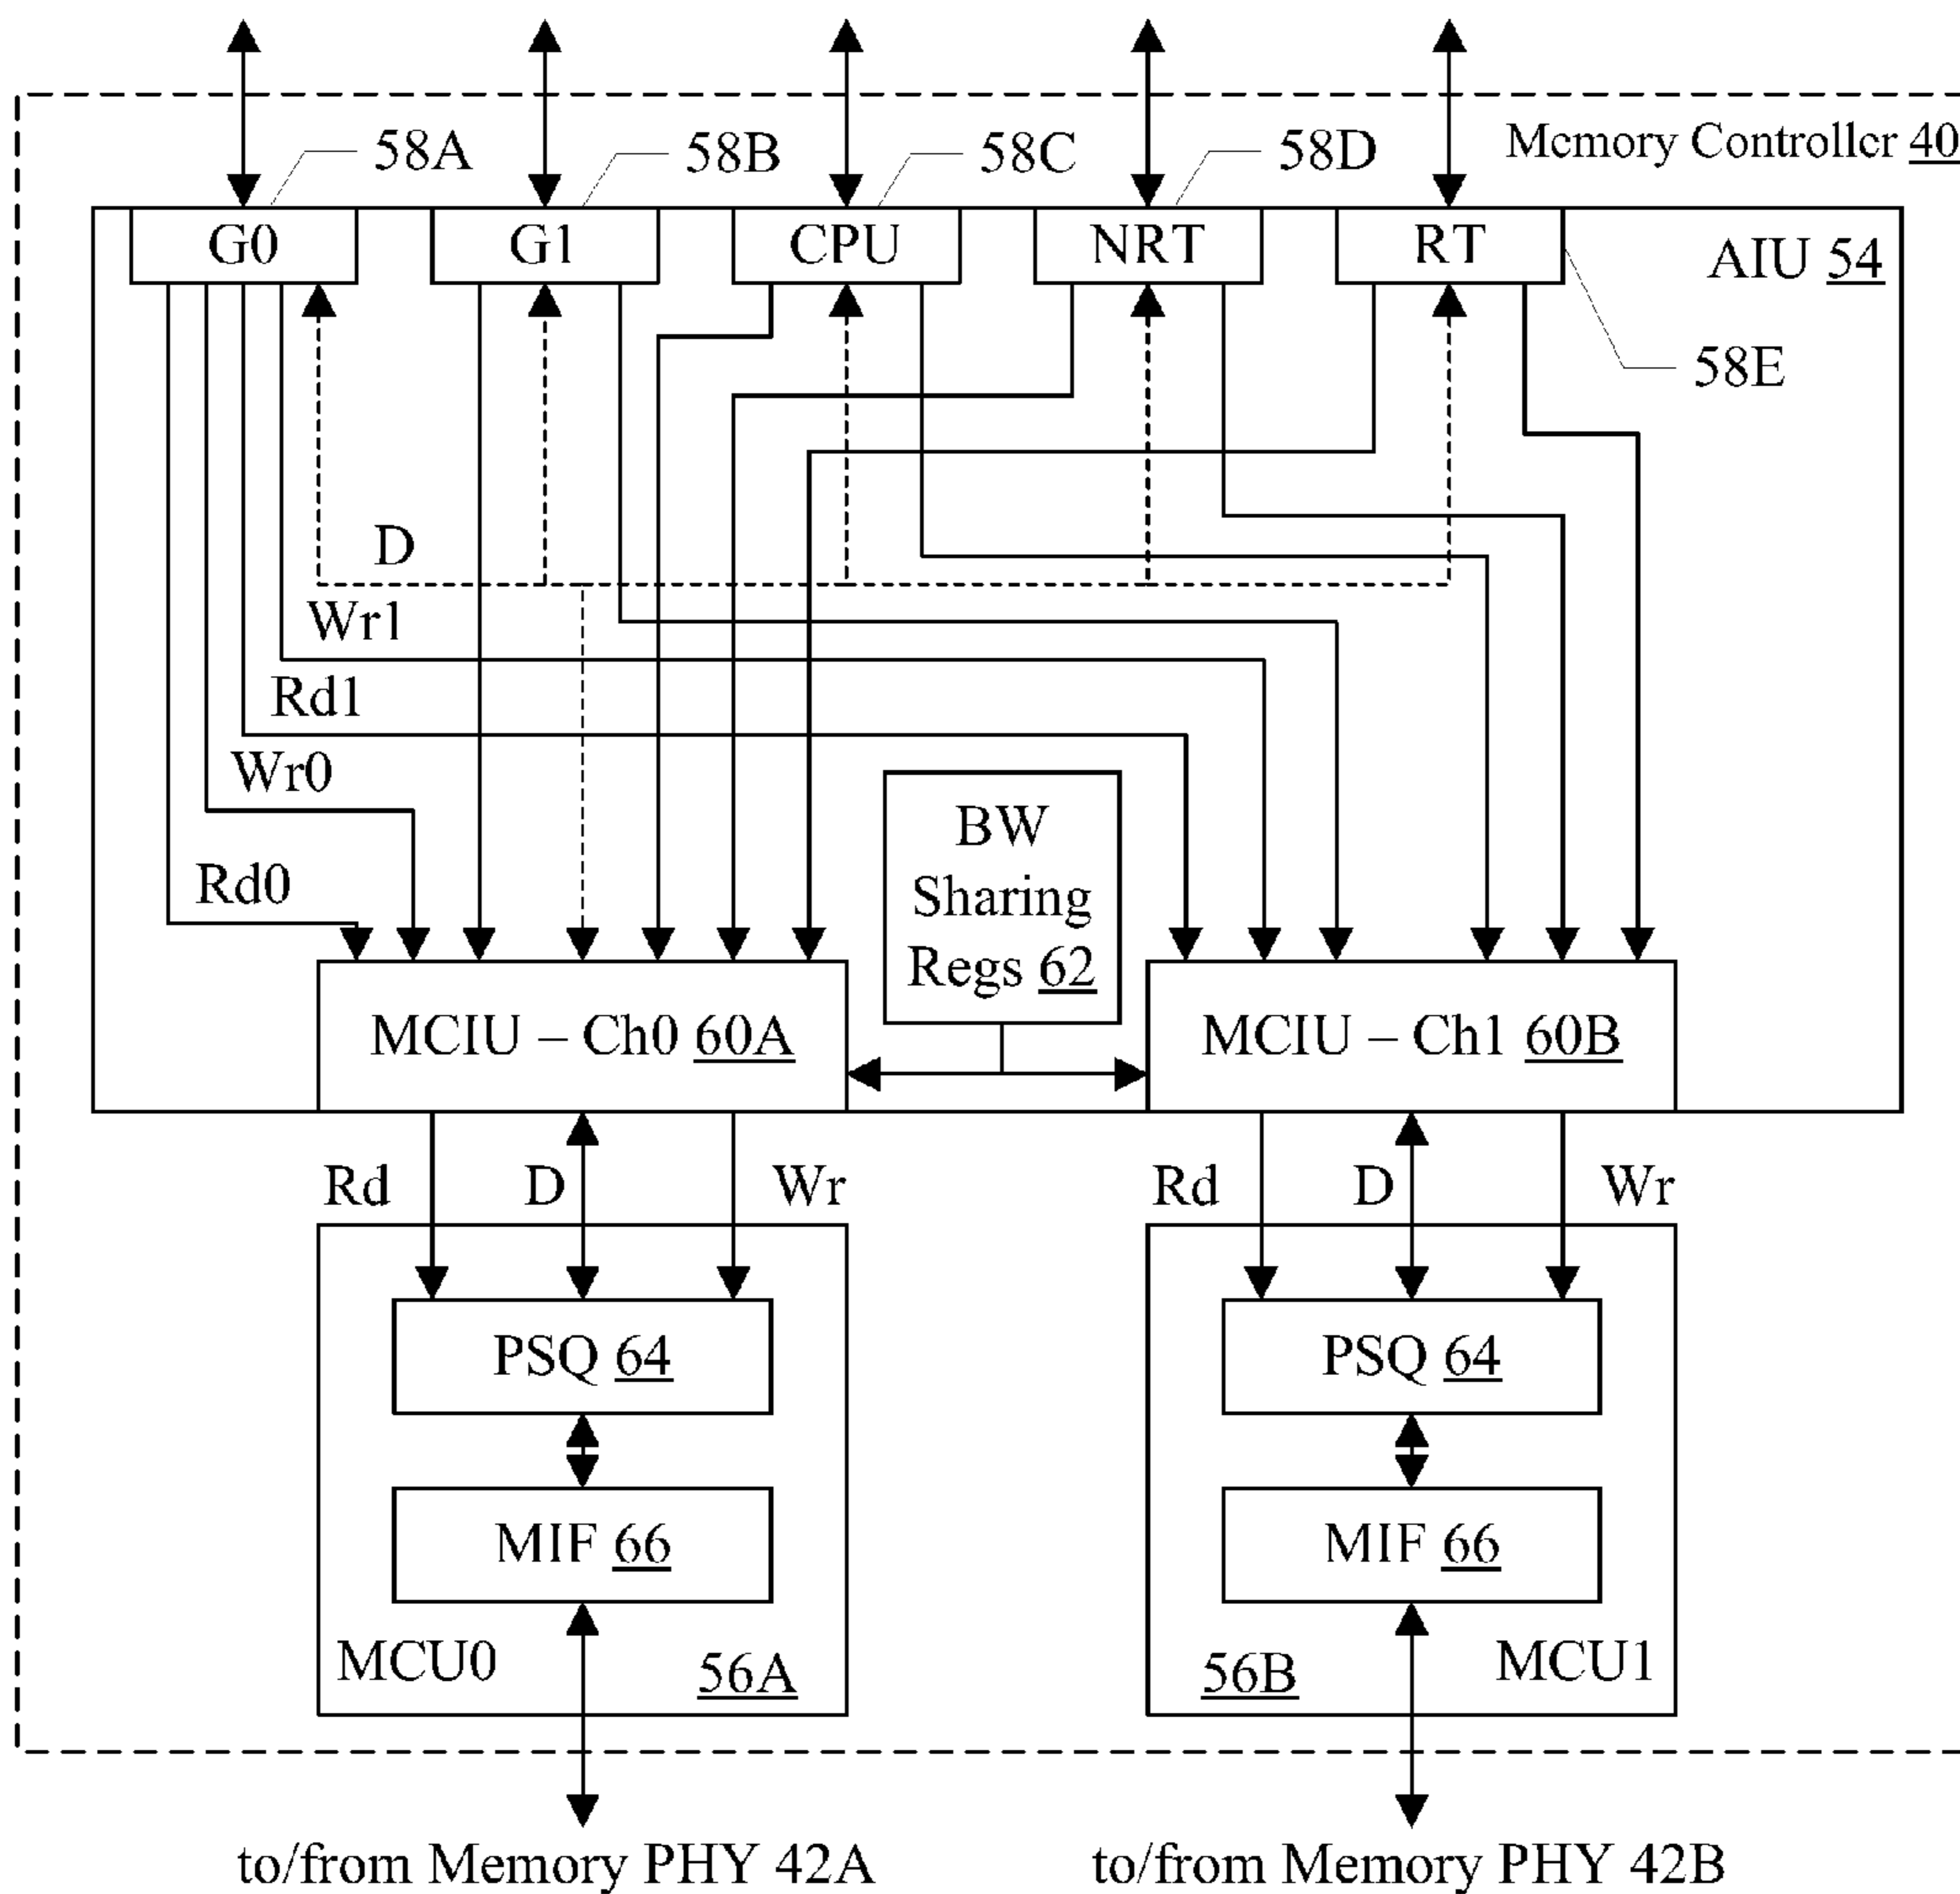 58A
58B
58C
58D
Memory Controller 40
G0
G1
CPU
NRT
RT
AIU 54
58E
D
Wr1
Rd1
Wr0
Rd0
BW
Sharing
Regs 62
MCIU – Ch0 60A
MCIU – Ch1 60B
Rd
D
Wr
Rd
D
Wr
PSQ 64
PSQ 64
MIF 66
MIF 66
MCU0
56A
56B
MCU1
to/from Memory PHY 42A
to/from Memory PHY 42B